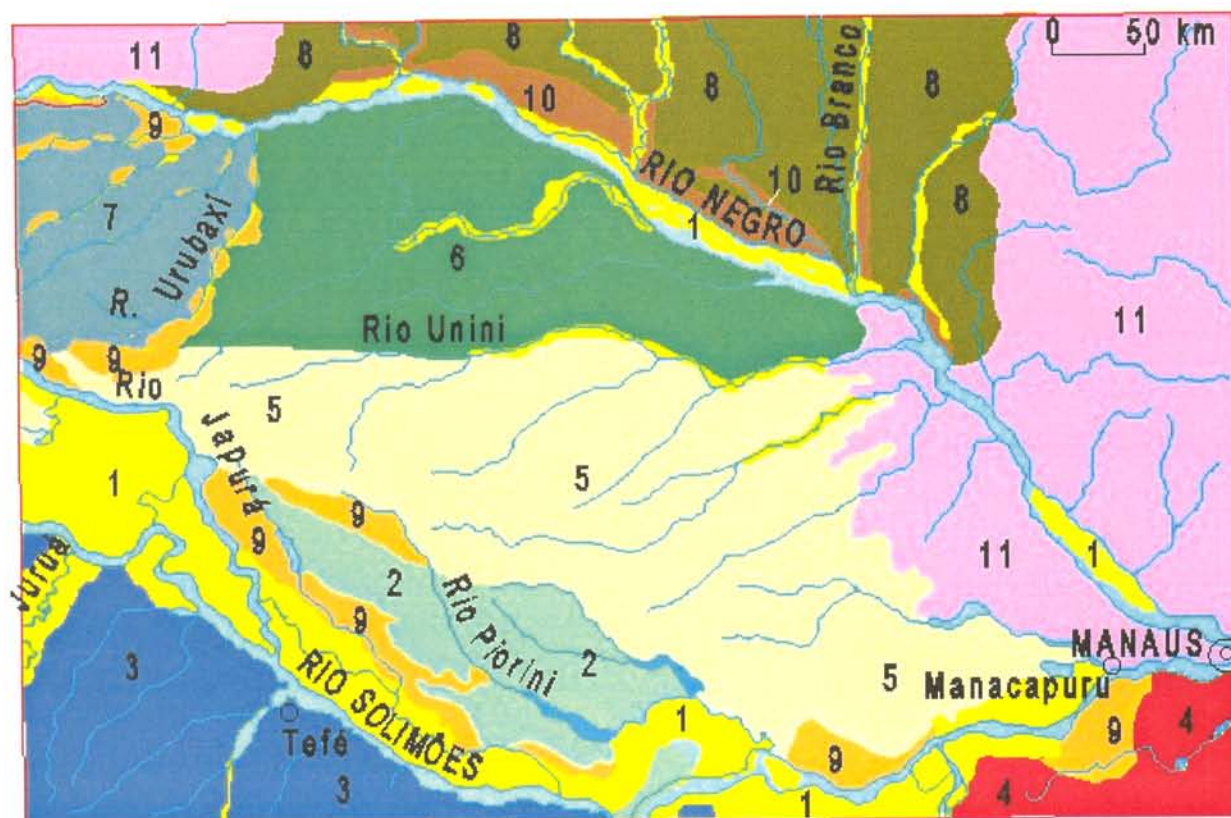 11
8
8
8
Rio Branco
8
0 50 km
10
9
RIO NEGRO
10
8
7
R. Urubaxi
1
6
11
Rio Unini
9
9
Rio Japurá
5
1
5
9
9
11
1
Juruá
2
Rio Piorini
9
2
3
RIO SOLIMÕES
MANAUS
5
Manacapuru
Tefé
1
9
9
4
3
1
4